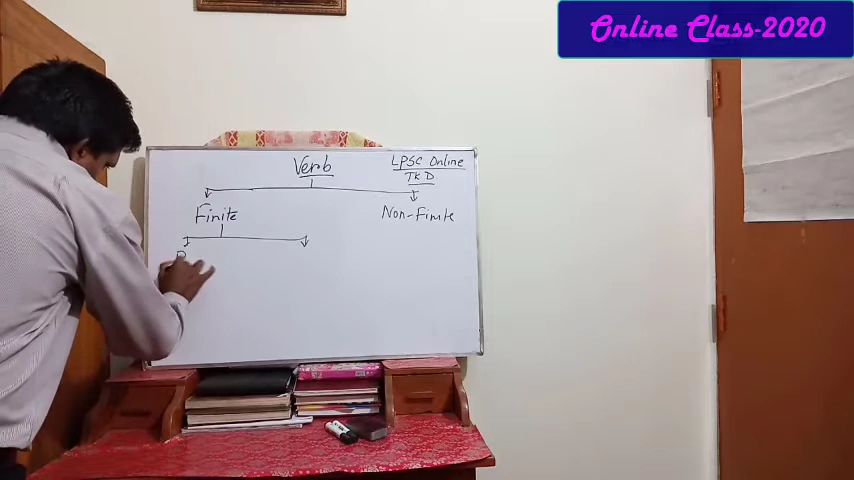 Online Class-2020
Verb
LPSC Online
TKD
Finite
Non-Finite